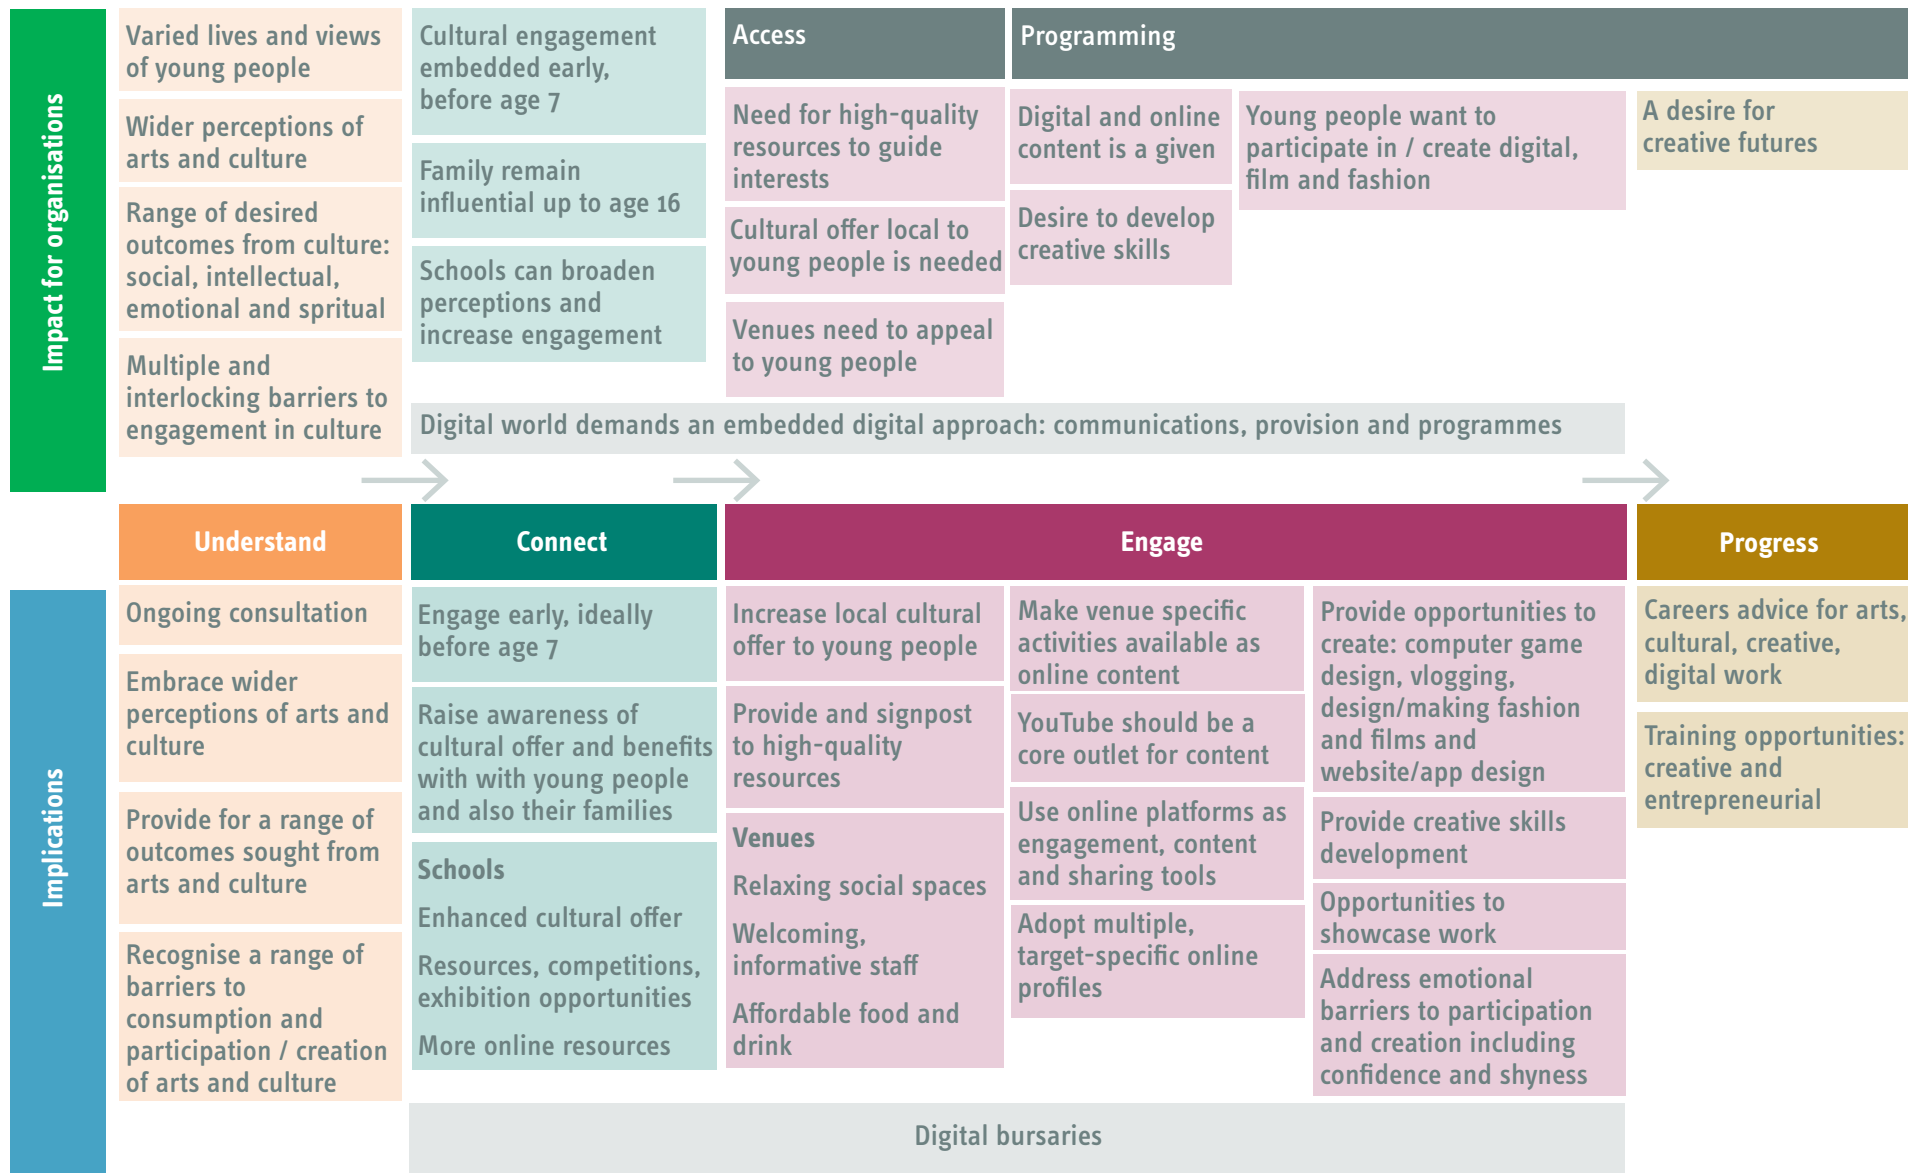 Impact for organisations
Varied lives and views
of young people
Wider perceptions of
arts and culture
Range of desired
outcomes from culture:
social, intellectual,
emotional and spritual
Multiple and
interlocking barriers to
engagement in culture
Cultural engagement
embedded early,
before age 7
Family remain
influential up to age 16
Schools can broaden
perceptions and
increase engagement
Access
Need for high-quality
resources to guide
interests
Cultural offer local to
young people is needed
Venues need to appeal
to young people
Programming
Digital and online
content is a given
Desire to develop
creative skills
Young people want to
participate in / create digital,
film and fashion
A desire for
creative futures
Digital world demands an embedded digital approach: communications, provision and programmes
Understand
Connect
Engage
Progress
Implications
Ongoing consultation
Embrace wider
perceptions of arts and
culture
Provide for a range of
outcomes sought from
arts and culture
Recognise a range of
barriers to
consumption and
participation / creation
of arts and culture
Engage early, ideally
before age 7
Raise awareness of
cultural offer and benefits
with with young people
and also their families
Schools
Enhanced cultural offer
Resources, competitions,
exhibition opportunities
More online resources
Increase local cultural
offer to young people
Provide and signpost
to high-quality
resources
Venues
Relaxing social spaces
Welcoming,
informative staff
Affordable food and
drink
Make venue specific
activities available as
online content
YouTube should be a
core outlet for content
Use online platforms as
engagement, content
and sharing tools
Adopt multiple,
target-specific online
profiles
Provide opportunities to
create: computer game
design, vlogging,
design/making fashion
and films and
website/app design
Provide creative skills
development
Opportunities to
showcase work
Address emotional
barriers to participation
and creation including
confidence and shyness
Careers advice for arts,
cultural, creative,
digital work
Training opportunities:
creative and
entrepreneurial
Digital bursaries